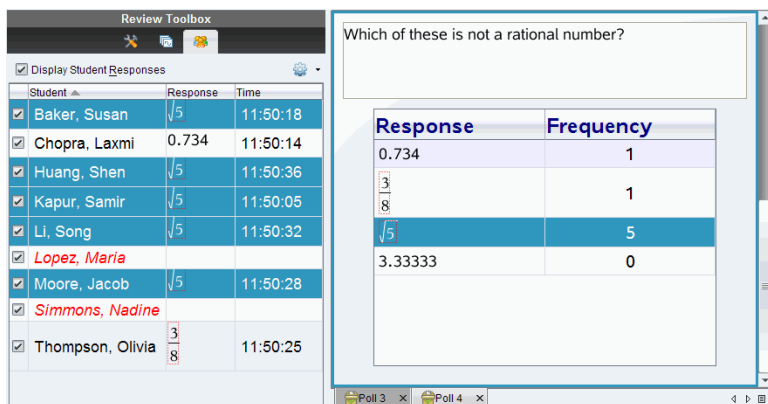 Review Toolbox
Display Student Responses
Student Response Time
Baker, Susan √5 11:50:18
Chopra, Laxmi 0.734 11:50:14
Huang, Shen √5 11:50:36
Kapur, Samir √5 11:50:05
Li, Song √5 11:50:32
Lopez, Maria
Moore, Jacob √5 11:50:28
Simmons, Nadine
Thompson, Olivia 3/8 11:50:25
Which of these is not a rational number?
Response Frequency
0.734 1
3/8 1
√5 5
3.33333 0
Poll 3 x Poll 4 x